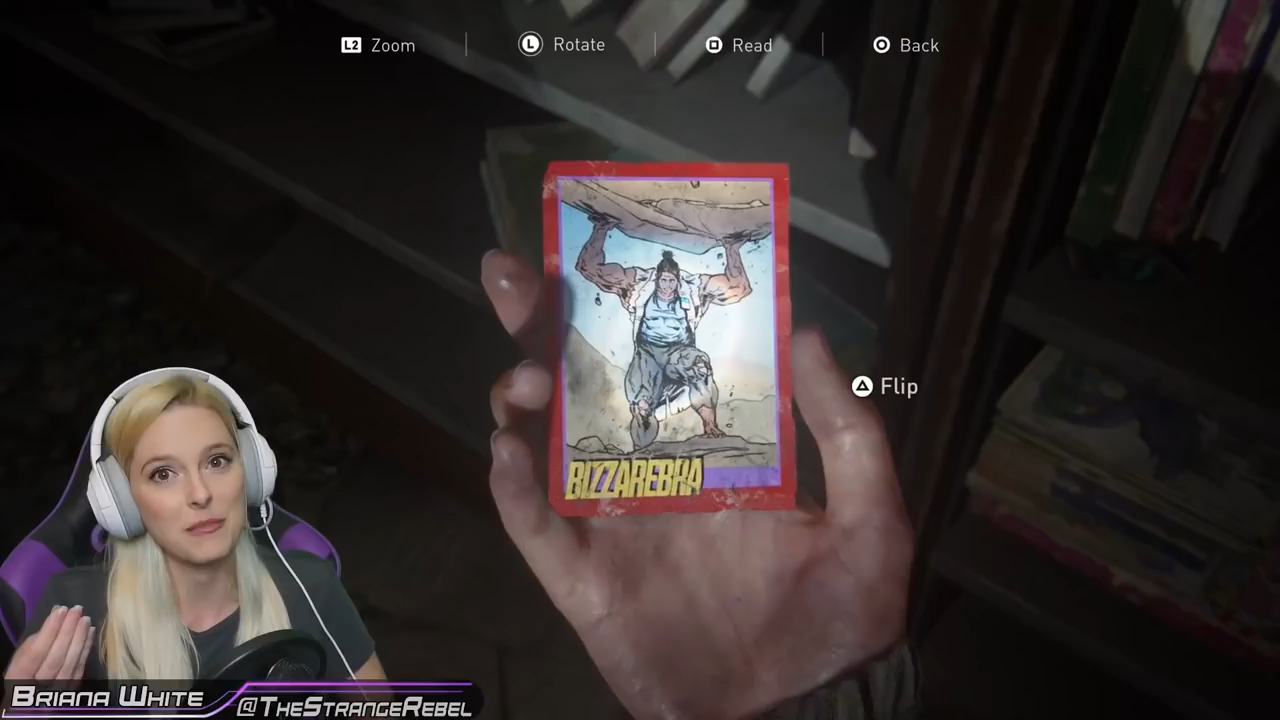 L2 Zoom
L Rotate
Read
Back
Flip
BIZZAREBRA
BRIANA WHITE
@THESTRANGEREBEL